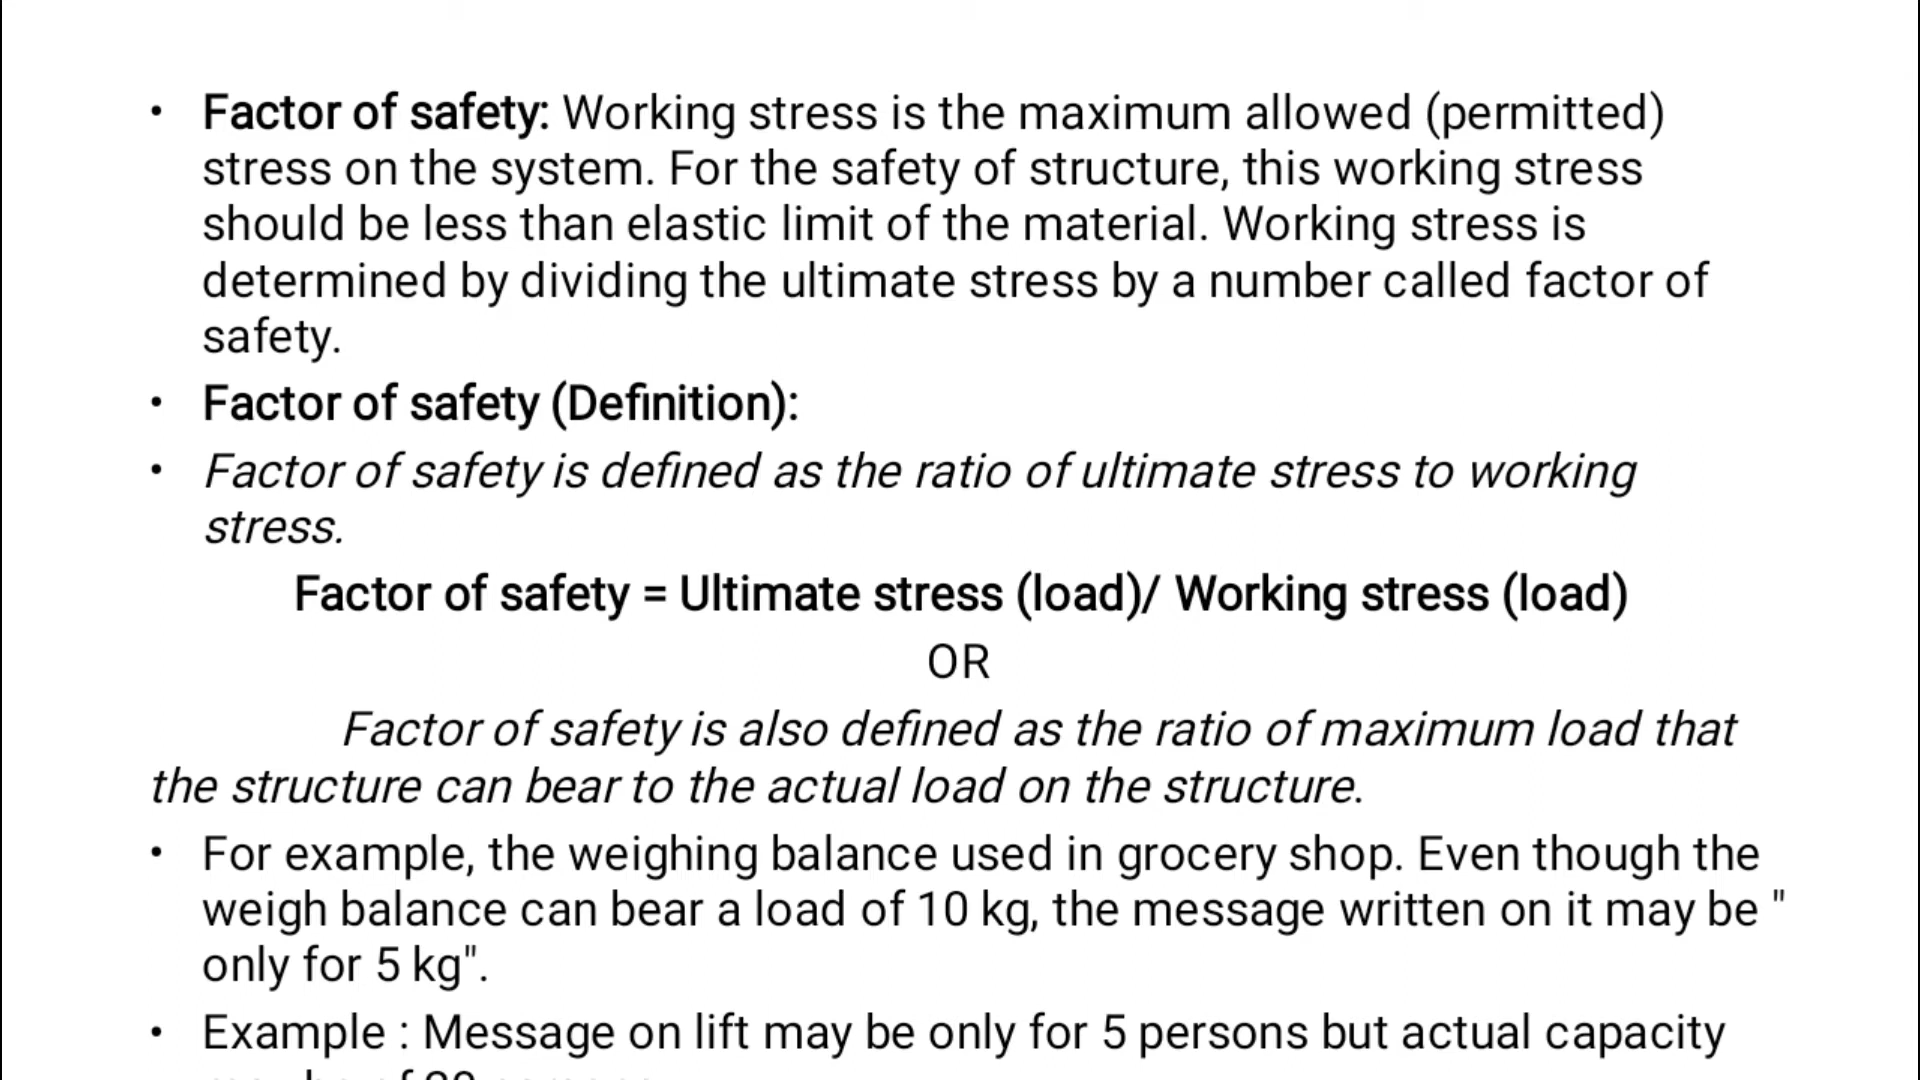 • Factor of safety: Working stress is the maximum allowed (permitted)
stress on the system. For the safety of structure, this working stress
should be less than elastic limit of the material. Working stress is
determined by dividing the ultimate stress by a number called factor of
safety.
• Factor of safety (Definition):
• Factor of safety is defined as the ratio of ultimate stress to working
stress.
Factor of safety = Ultimate stress (load)/ Working stress (load)
OR
Factor of safety is also defined as the ratio of maximum load that
the structure can bear to the actual load on the structure.
• For example, the weighing balance used in grocery shop. Even though the
weigh balance can bear a load of 10 kg, the message written on it may be "
only for 5 kg".
• Example : Message on lift may be only for 5 persons but actual capacity